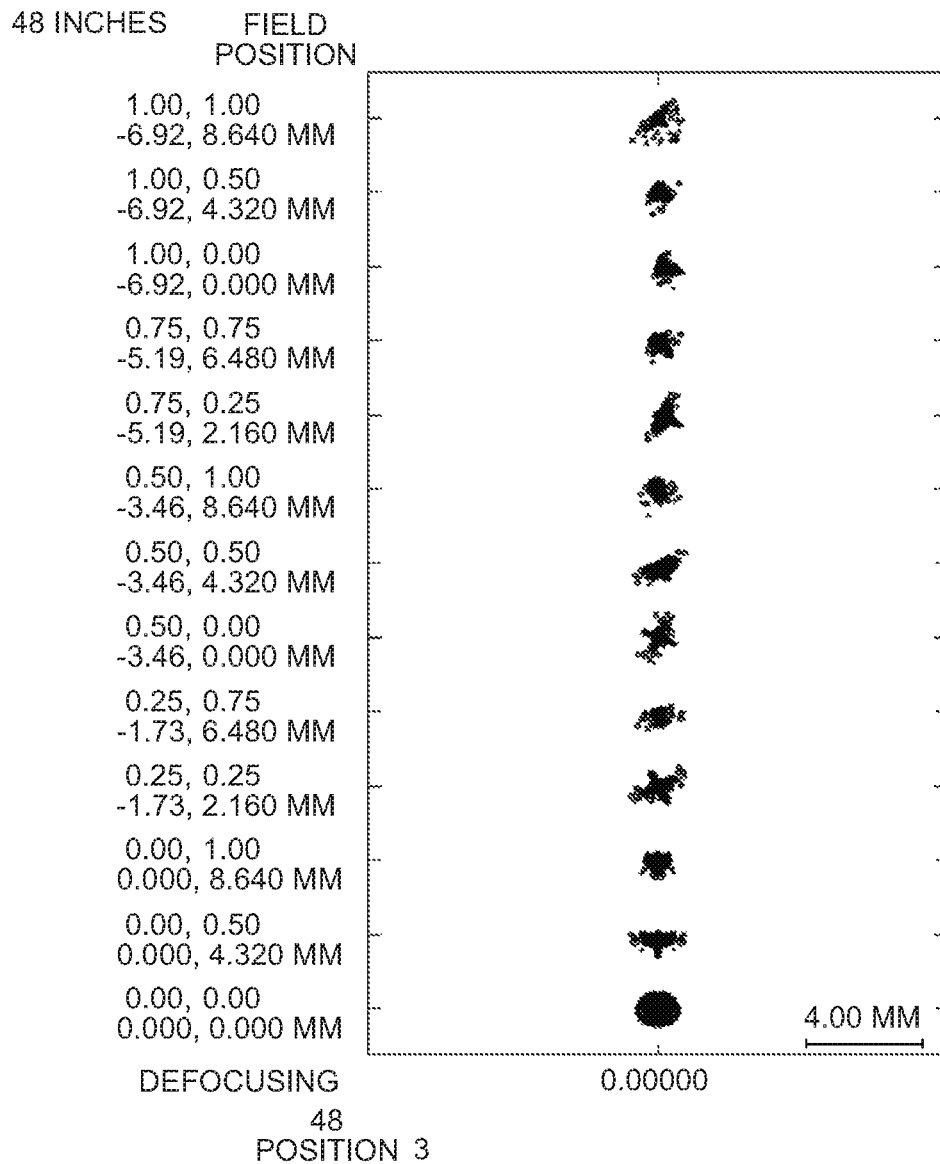 48 INCHES
FIELD
POSITION
1.00, 1.00
-6.92, 8.640 MM
1.00, 0.50
-6.92, 4.320 MM
1.00, 0.00
-6.92, 0.000 MM
0.75, 0.75
-5.19, 6.480 MM
0.75, 0.25
-5.19, 2.160 MM
0.50, 1.00
-3.46, 8.640 MM
0.50, 0.50
-3.46, 4.320 MM
0.50, 0.00
-3.46, 0.000 MM
0.25, 0.75
-1.73, 6.480 MM
0.25, 0.25
-1.73, 2.160 MM
0.00, 1.00
0.000, 8.640 MM
0.00, 0.50
0.000, 4.320 MM
0.00, 0.00
0.000, 0.000 MM
4.00 MM
DEFOCUSING
0.00000
48
POSITION 3